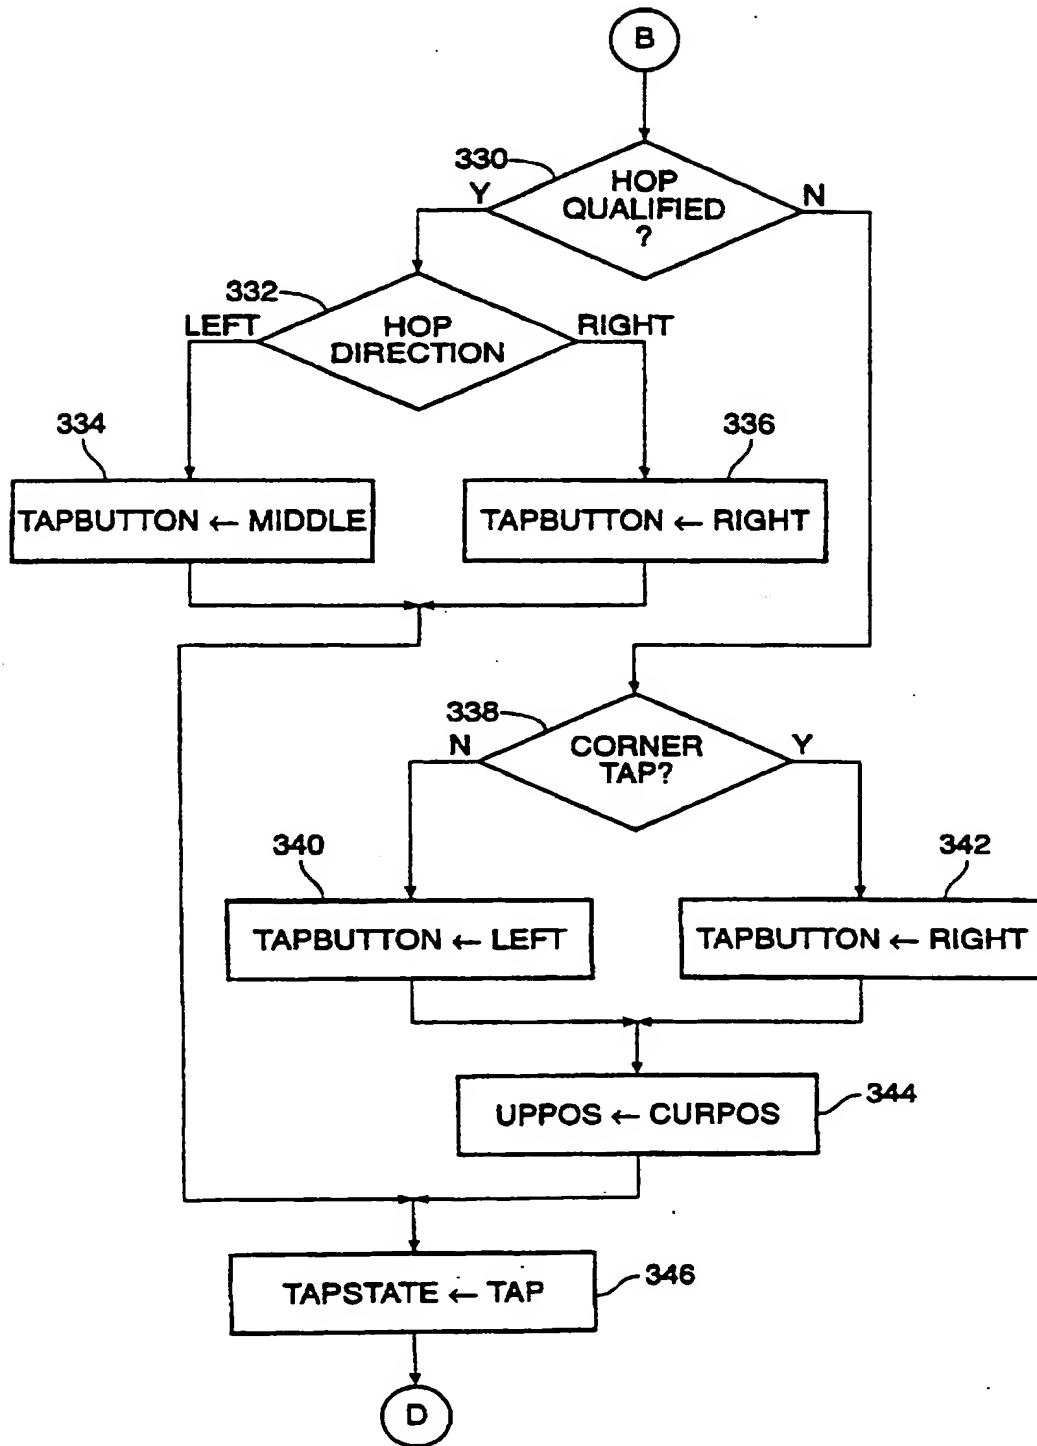 B
330
HOP
QUALIFIED
?
Y
N
332
HOP
DIRECTION
LEFT
RIGHT
334
336
TAPBUTTON ← MIDDLE
TAPBUTTON ← RIGHT
338
CORNER
TAP?
N
Y
340
342
TAPBUTTON ← LEFT
TAPBUTTON ← RIGHT
UPPOS ← CURPOS
344
TAPSTATE ← TAP
346
D